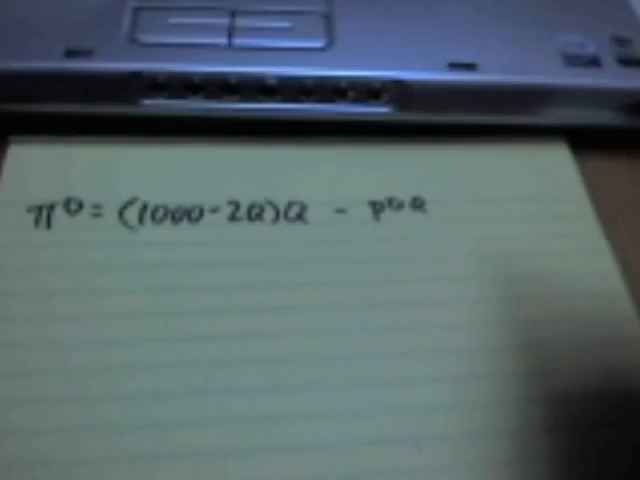 π^D = (1000-2Q)Q - P^D Q